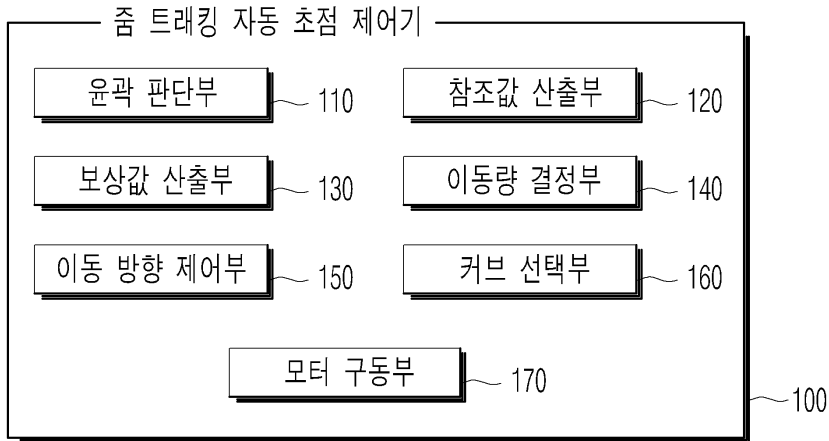 줌 트래킹 자동 초점 제어기
윤곽 판단부 110 참조값 산출부 120
보상값 산출부 130 이동량 결정부 140
이동 방향 제어부 150 커브 선택부 160
모터 구동부 170
100